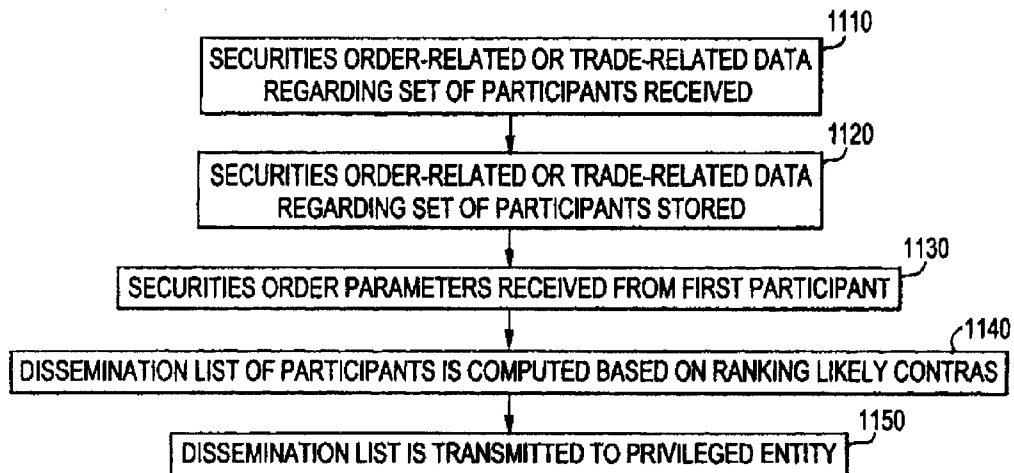 1110
SECURITIES ORDER-RELATED OR TRADE-RELATED DATA
REGARDING SET OF PARTICIPANTS RECEIVED
1120
SECURITIES ORDER-RELATED OR TRADE-RELATED DATA
REGARDING SET OF PARTICIPANTS STORED
1130
SECURITIES ORDER PARAMETERS RECEIVED FROM FIRST PARTICIPANT
1140
DISSEMINATION LIST OF PARTICIPANTS IS COMPUTED BASED ON RANKING LIKELY CONTRAS
1150
DISSEMINATION LIST IS TRANSMITTED TO PRIVILEGED ENTITY